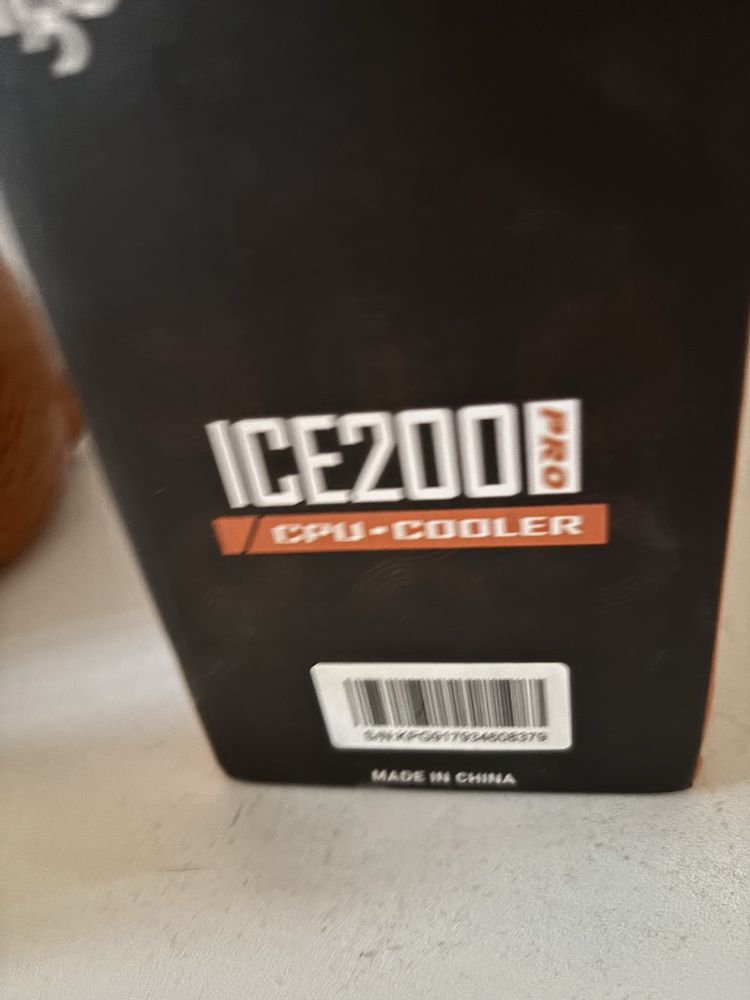 ICE200 PRO
CPU-COOLER
MADE IN CHINA